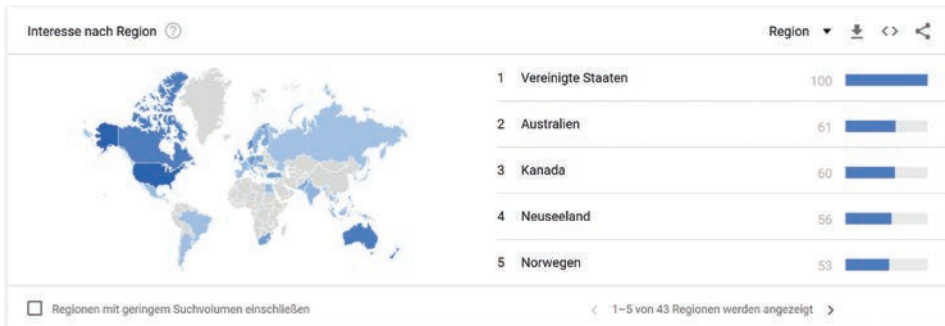 Interesse nach Region
Region
1 Vereinigte Staaten 100
2 Australien 61
3 Kanada 60
4 Neuseeland 56
5 Norwegen 53
Regionen mit geringem Suchvolumen einschließen
1–5 von 43 Regionen werden angezeigt